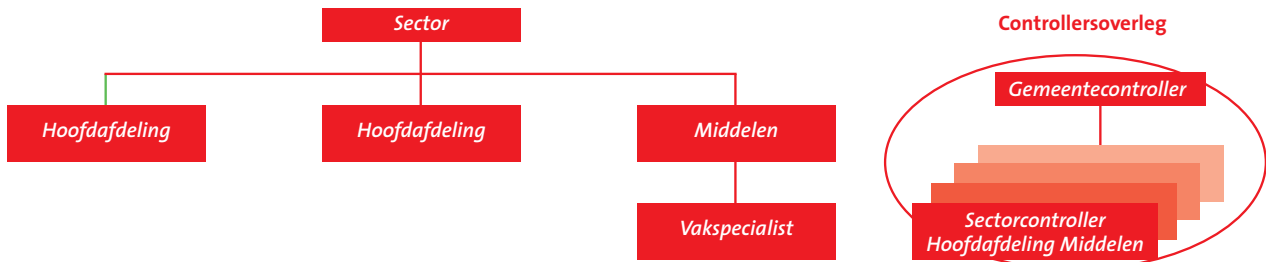 Sector
Controllersoverleg
Gemeentecontroller
Hoofdafdeling
Hoofdafdeling
Middelen
Vakspecialist
Sectorcontroller
Hoofdafdeling Middelen